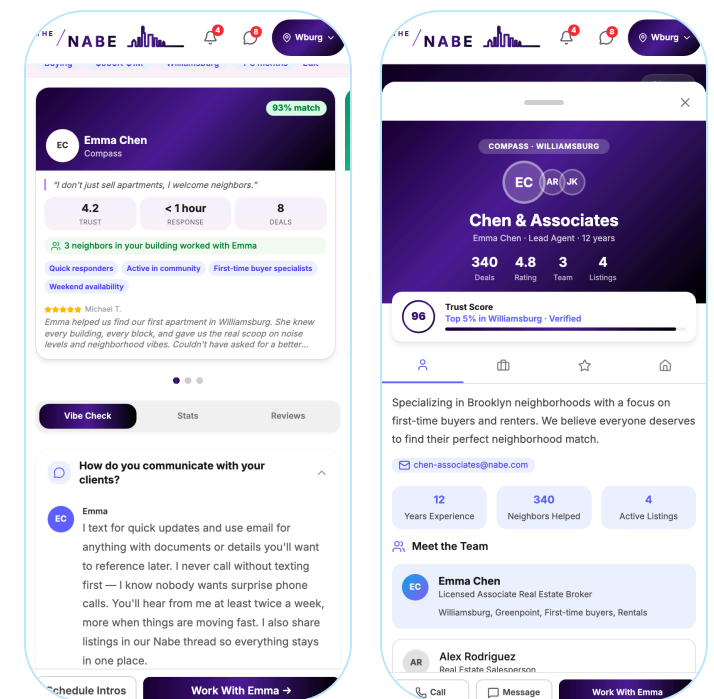 THE / NABE
4
8
Wburg
Buying $800K-$1M Williamsburg 1-3 months Edit
93% match
EC
Emma Chen
Compass
"I don't just sell apartments, I welcome neighbors."
4.2
TRUST
< 1 hour
RESPONSE
8
DEALS
3 neighbors in your building worked with Emma
Quick responders
Active in community
First-time buyer specialists
Weekend availability
★★★★★ Michael T.
Emma helped us find our first apartment in Williamsburg. She knew
every building, every block, and gave us the real scoop on noise
levels and neighborhood vibes. Couldn't have asked for a better...
Vibe Check
Stats
Reviews
How do you communicate with your
clients?
EC
Emma
I text for quick updates and use email for
anything with documents or details you'll want
to reference later. I never call without texting
first — I know nobody wants surprise phone
calls. You'll hear from me at least twice a week,
more when things are moving fast. I also share
listings in our Nabe thread so everything stays
in one place.
Schedule Intros
Work With Emma →
THE / NABE
4
8
Wburg
COMPASS · WILLIAMSBURG
EC
AR
JK
Chen & Associates
Emma Chen · Lead Agent · 12 years
340
Deals
4.8
Rating
3
Team
4
Listings
96
Trust Score
Top 5% in Williamsburg · Verified
Specializing in Brooklyn neighborhoods with a focus on
first-time buyers and renters. We believe everyone deserves
to find their perfect neighborhood match.
chen-associates@nabe.com
12
Years Experience
340
Neighbors Helped
4
Active Listings
Meet the Team
EC
Emma Chen
Licensed Associate Real Estate Broker
Williamsburg, Greenpoint, First-time buyers, Rentals
AR
Alex Rodriguez
Real Estate Salesperson
Call
Message
Work With Emma